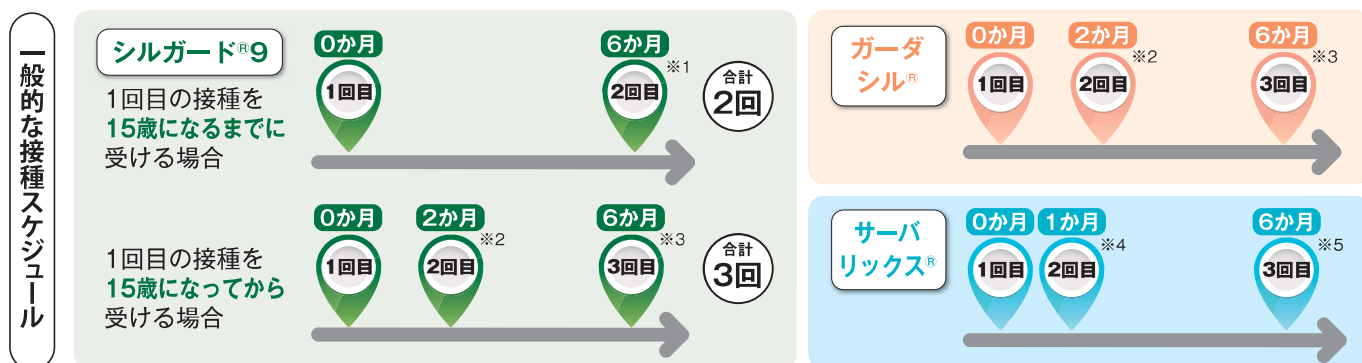 一般的な接種スケジュール
シルガード®9
1回目の接種を
15歳になるまでに
受ける場合
0か月
1回目
6か月
2回目
※1
合計
2回
1回目の接種を
15歳になってから
受ける場合
0か月
1回目
2か月
2回目
※2
6か月
3回目
※3
合計
3回
ガーダ
シル®
0か月
1回目
2か月
2回目
※2
6か月
3回目
※3
サーバ
リックス®
0か月
1回目
1か月
2回目
※4
6か月
3回目
※5